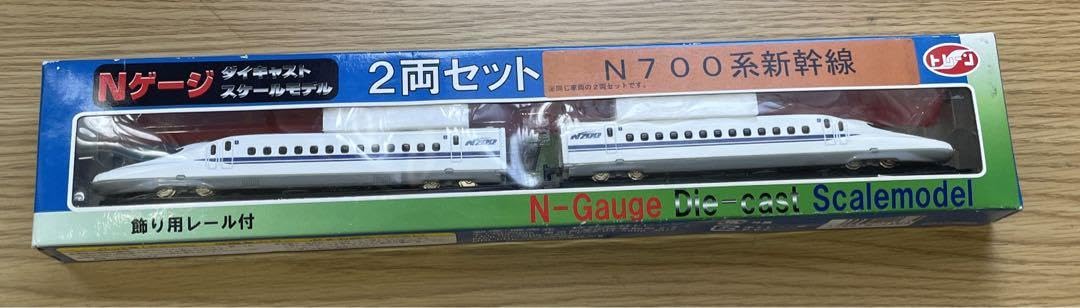 Nゲージ
ダイキャスト
スケールモデル
2両セット
N700系新幹線
※同じ車両の2両セットです。
トレーン
N700
N700
N-Gauge Die-cast Scalemodel
飾り用レール付